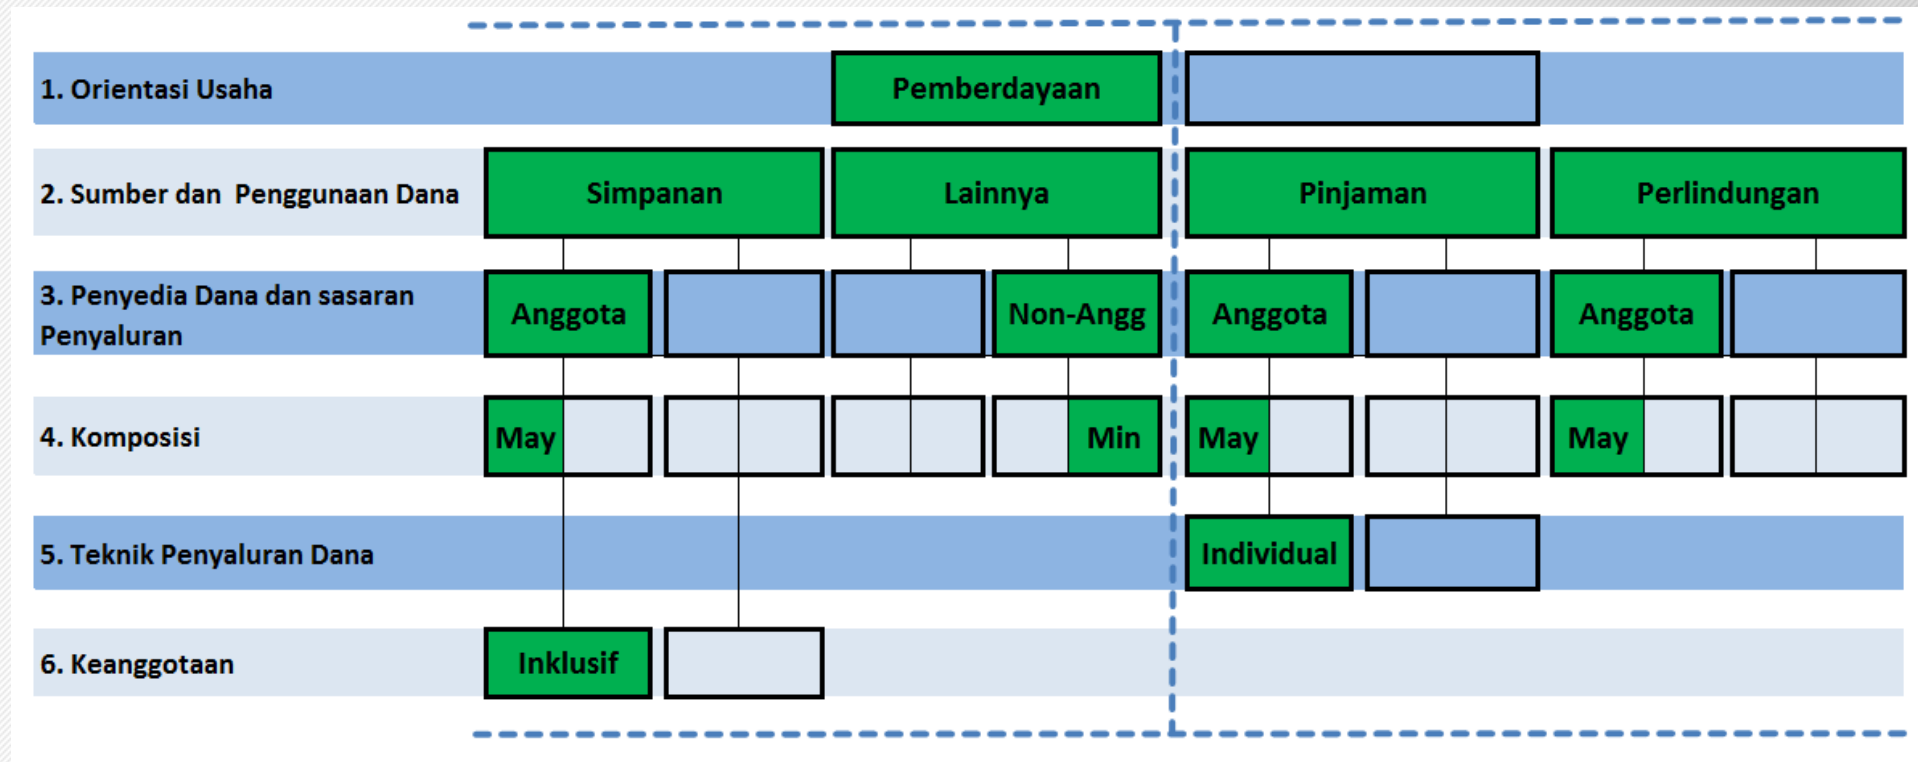 1. Orientasi Usaha
Pemberdayaan
2. Sumber dan Penggunaan Dana
Simpanan
Lainnya
Pinjaman
Perlindungan
3. Penyedia Dana dan sasaran
Penyaluran
Anggota
Non-Angg
Anggota
Anggota
4. Komposisi
May
Min
May
May
5. Teknik Penyaluran Dana
Individual
6. Keanggotaan
Inklusif